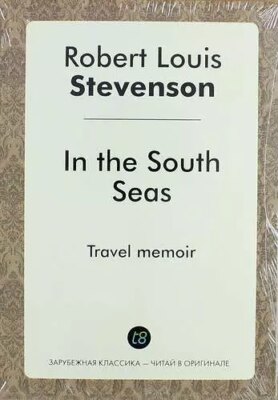 Robert Louis
Stevenson
In the South
Seas
Travel memoir
t8
ЗАРУБЕЖНАЯ КЛАССИКА — ЧИТАЙ В ОРИГИНАЛЕ